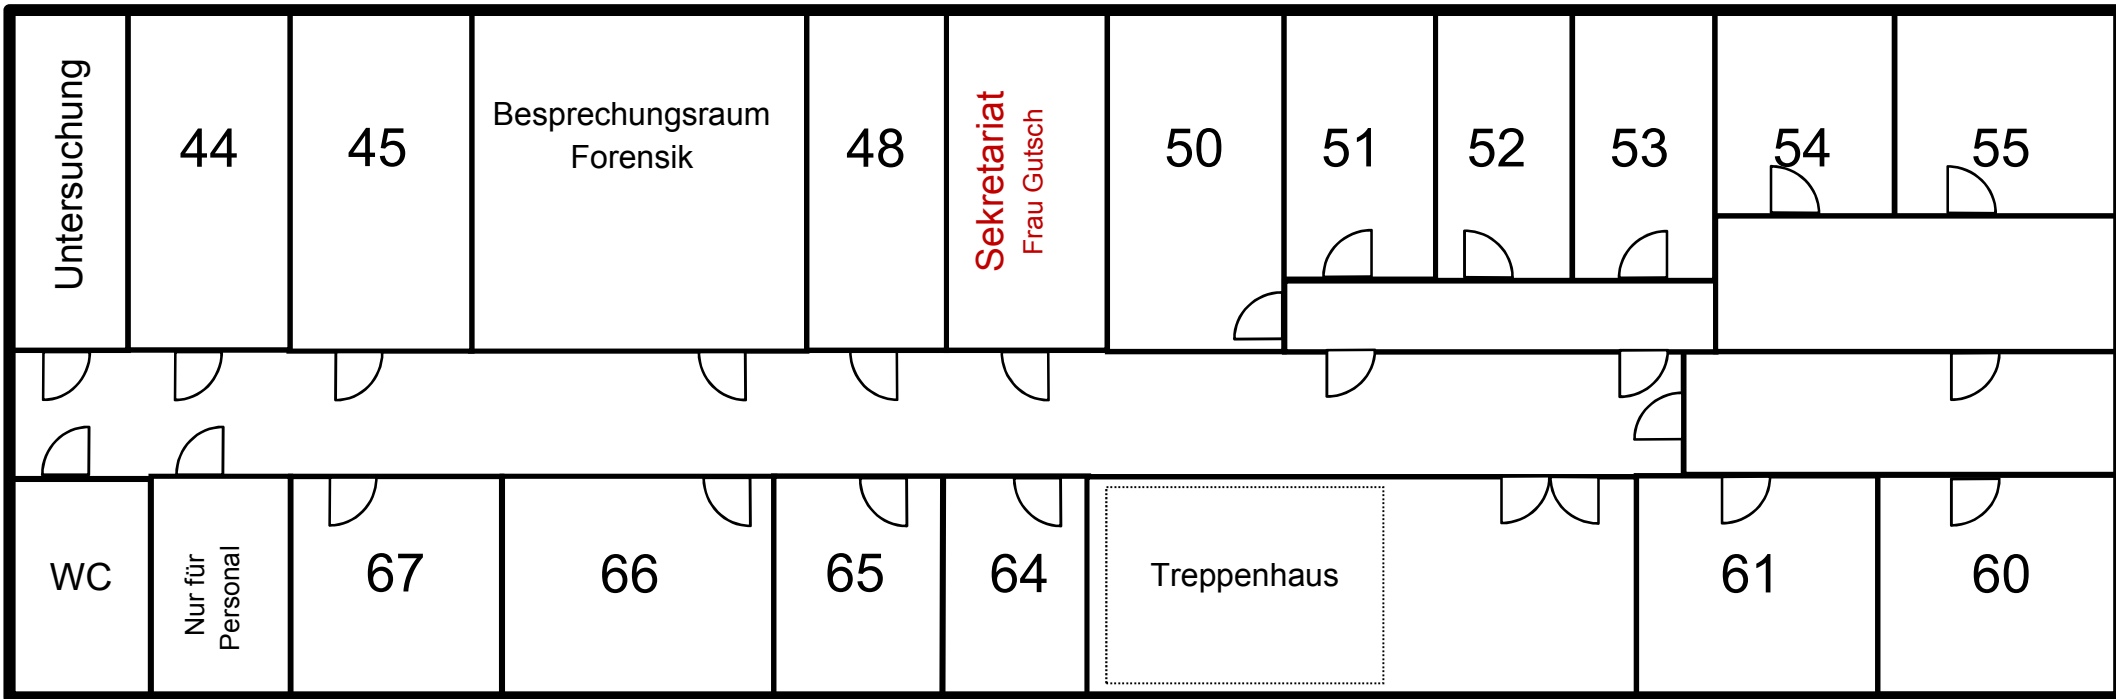 Untersuchung
44
45
Besprechungsraum
Forensik
48
Sekretariat
Frau Gutsch
50
51
52
53
54
55
WC
Nur für
Personal
67
66
65
64
Treppenhaus
61
60